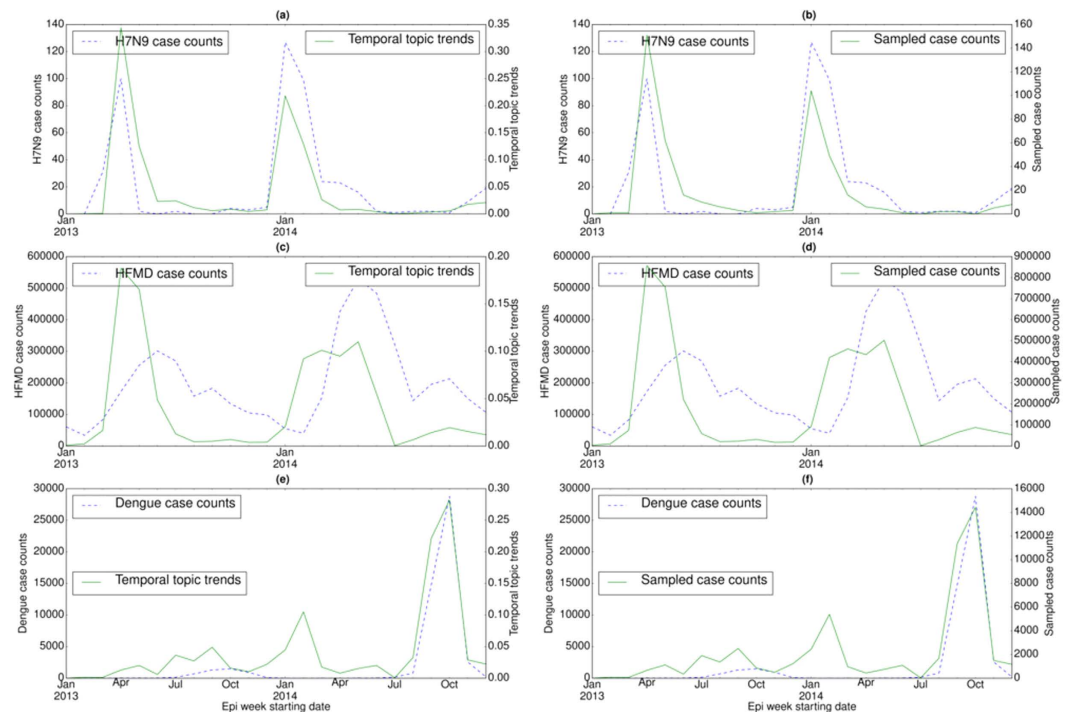 (a)
H7N9 case counts
Temporal topic trends
H7N9 case counts
Temporal topic trends
140
120
100
80
60
40
20
0
0.35
0.30
0.25
0.20
0.15
0.10
0.05
0.00
Jan
2013
Jan
2014
(b)
H7N9 case counts
Sampled case counts
H7N9 case counts
Sampled case counts
140
120
100
80
60
40
20
0
160
140
120
100
80
60
40
20
0
Jan
2013
Jan
2014
(c)
HFMD case counts
Temporal topic trends
HFMD case counts
Temporal topic trends
600000
500000
400000
300000
200000
100000
0
0.20
0.15
0.10
0.05
0.00
Jan
2013
Jan
2014
(d)
HFMD case counts
Sampled case counts
HFMD case counts
Sampled case counts
600000
500000
400000
300000
200000
100000
0
900000
800000
700000
600000
500000
400000
300000
200000
100000
0
Jan
2013
Jan
2014
(e)
Dengue case counts
Temporal topic trends
Dengue case counts
Temporal topic trends
30000
25000
20000
15000
10000
5000
0
0.30
0.25
0.20
0.15
0.10
0.05
0.00
Jan Apr Jul Oct Jan Apr Jul Oct
2013 2014
Epi week starting date
(f)
Dengue case counts
Sampled case counts
Dengue case counts
Sampled case counts
30000
25000
20000
15000
10000
5000
0
16000
14000
12000
10000
8000
6000
4000
2000
0
Jan Apr Jul Oct Jan Apr Jul Oct
2013 2014
Epi week starting date